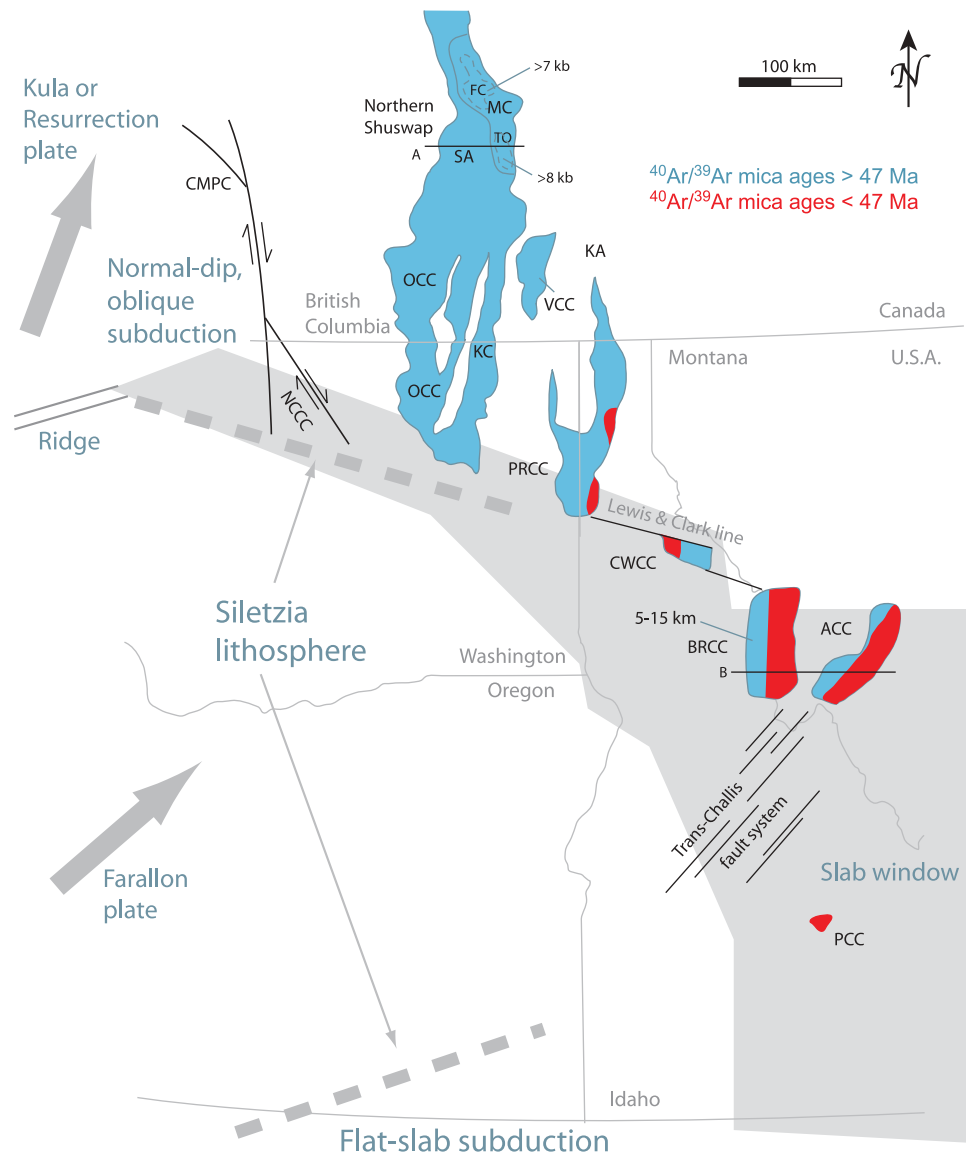 >7 kb
100 km
N
Kula or
Resurrection
plate
FC
MC
Northern
Shuswap
TO
A
SA
>8 kb
CMPC
40Ar/39Ar mica ages > 47 Ma
40Ar/39Ar mica ages < 47 Ma
Normal-dip,
oblique
subduction
OCC
KA
VCC
British
Columbia
Canada
KC
Montana
U.S.A.
OCC
NCCC
Ridge
PRCC
Lewis & Clark line
CWCC
Siletzia
lithosphere
5-15 km
BRCC
ACC
Washington
B
Oregon
Trans-Challis
fault system
Farallon
plate
Slab window
PCC
Idaho
Flat-slab subduction